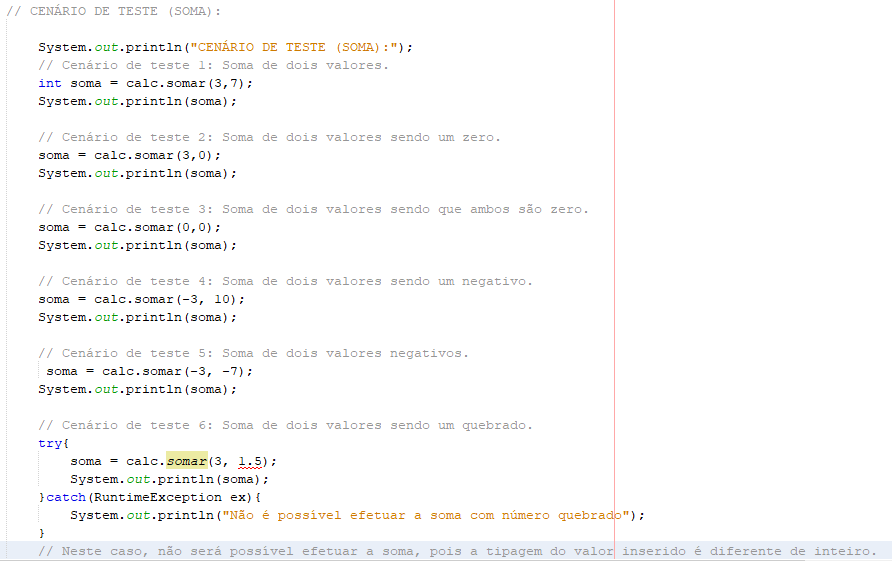 // CENÁRIO DE TESTE (SOMA):
System.out.println("CENÁRIO DE TESTE (SOMA):");
// Cenário de teste 1: Soma de dois valores.
int soma = calc.somar(3,7);
System.out.println(soma);
// Cenário de teste 2: Soma de dois valores sendo um zero.
soma = calc.somar(3,0);
System.out.println(soma);
// Cenário de teste 3: Soma de dois valores sendo que ambos são zero.
soma = calc.somar(0,0);
System.out.println(soma);
// Cenário de teste 4: Soma de dois valores sendo um negativo.
soma = calc.somar(-3, 10);
System.out.println(soma);
// Cenário de teste 5: Soma de dois valores negativos.
soma = calc.somar(-3, -7);
System.out.println(soma);
// Cenário de teste 6: Soma de dois valores sendo um quebrado.
try{
soma = calc.somar(3, 1.5);
System.out.println(soma);
}catch(RuntimeException ex){
System.out.println("Não é possível efetuar a soma com número quebrado");
}
// Neste caso, não será possível efetuar a soma, pois a tipagem do valor inserido é diferente de inteiro.